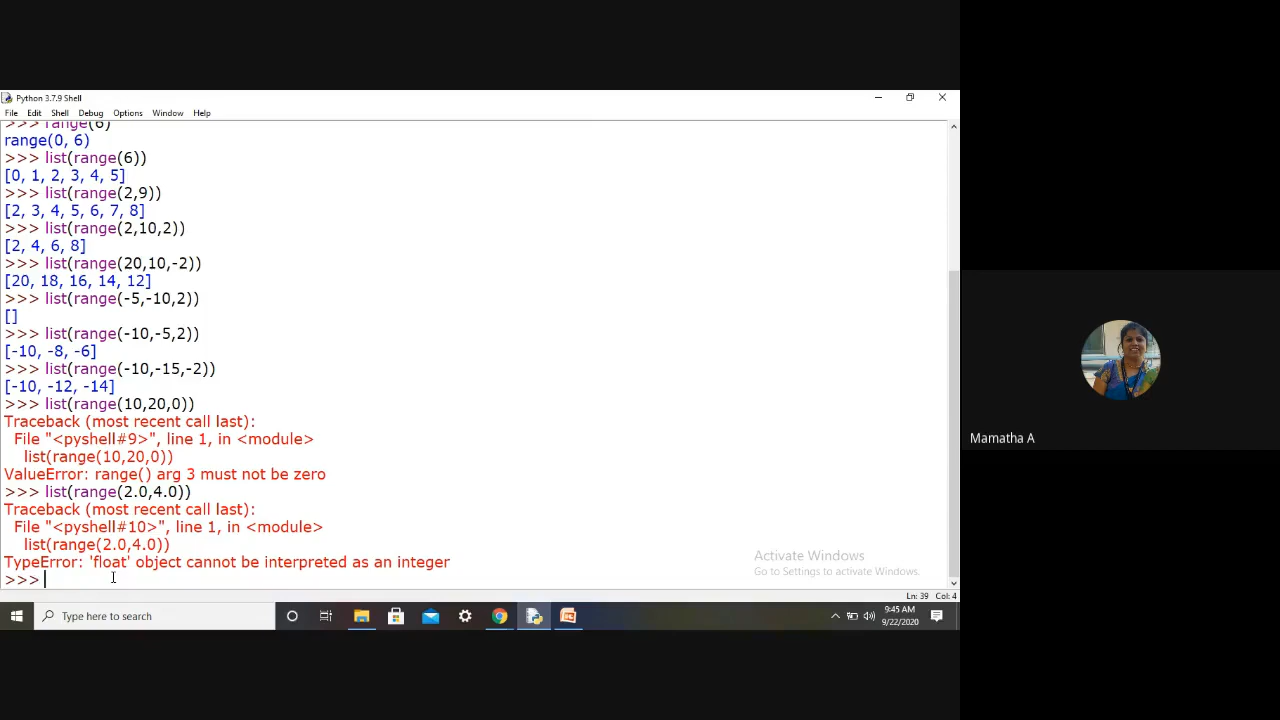 Python 3.7.9 Shell
File Edit Shell Debug Options Window Help
>>> range(6)
range(0, 6)
>>> list(range(6))
[0, 1, 2, 3, 4, 5]
>>> list(range(2,9))
[2, 3, 4, 5, 6, 7, 8]
>>> list(range(2,10,2))
[2, 4, 6, 8]
>>> list(range(20,10,-2))
[20, 18, 16, 14, 12]
>>> list(range(-5,-10,2))
[]
>>> list(range(-10,-5,2))
[-10, -8, -6]
>>> list(range(-10,-15,-2))
[-10, -12, -14]
>>> list(range(10,20,0))
Traceback (most recent call last):
  File "<pyshell#9>", line 1, in <module>
    list(range(10,20,0))
ValueError: range() arg 3 must not be zero
>>> list(range(2.0,4.0))
Traceback (most recent call last):
  File "<pyshell#10>", line 1, in <module>
    list(range(2.0,4.0))
TypeError: 'float' object cannot be interpreted as an integer
>>>
Activate Windows
Go to Settings to activate Windows.
Ln: 39 Col: 4
Type here to search
9:45 AM
9/22/2020
Mamatha A